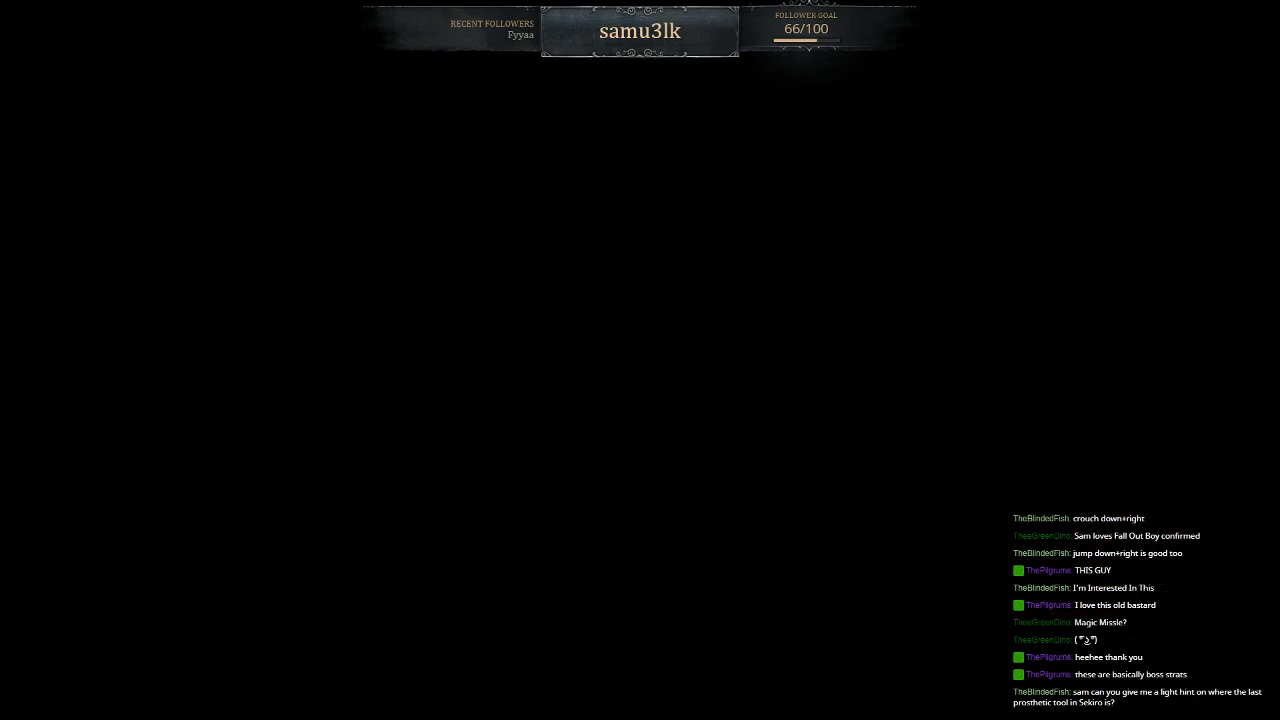 RECENT FOLLOWERS
Fyyaa
samu3lk
FOLLOWER GOAL
66/100
TheBlindedFish: crouch down+right
TheeGreenDino: Sam loves Fall Out Boy confirmed
TheBlindedFish: jump down+right is good too
ThePilgrums: THIS GUY
TheBlindedFish: I'm Interested In This
ThePilgrums: I love this old bastard
TheeGreenDino: Magic Missle?
TheeGreenDino: ( ͡° ͜ʖ ͡°)
ThePilgrums: heehee thank you
ThePilgrums: these are basically boss strats
TheBlindedFish: sam can you give me a light hint on where the last
prosthetic tool in Sekiro is?